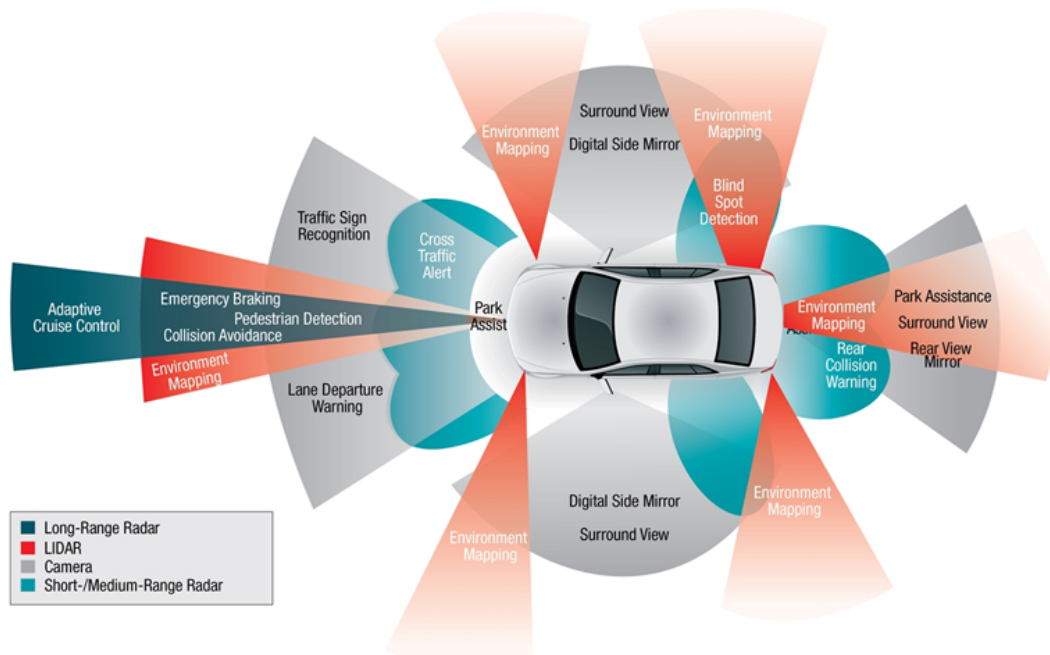 Surround View
Digital Side Mirror
Environment
Mapping
Environment
Mapping
Blind
Spot
Detection
Traffic Sign
Recognition
Cross
Traffic
Alert
Adaptive
Cruise Control
Emergency Braking
Pedestrian Detection
Collision Avoidance
Environment
Mapping
Park
Assist
Lane Departure
Warning
Environment
Mapping
Rear
Collision
Warning
Park Assistance
Surround View
Rear View
Mirror
Digital Side Mirror
Surround View
Environment
Mapping
Environment
Mapping
Long-Range Radar
LIDAR
Camera
Short-/Medium-Range Radar